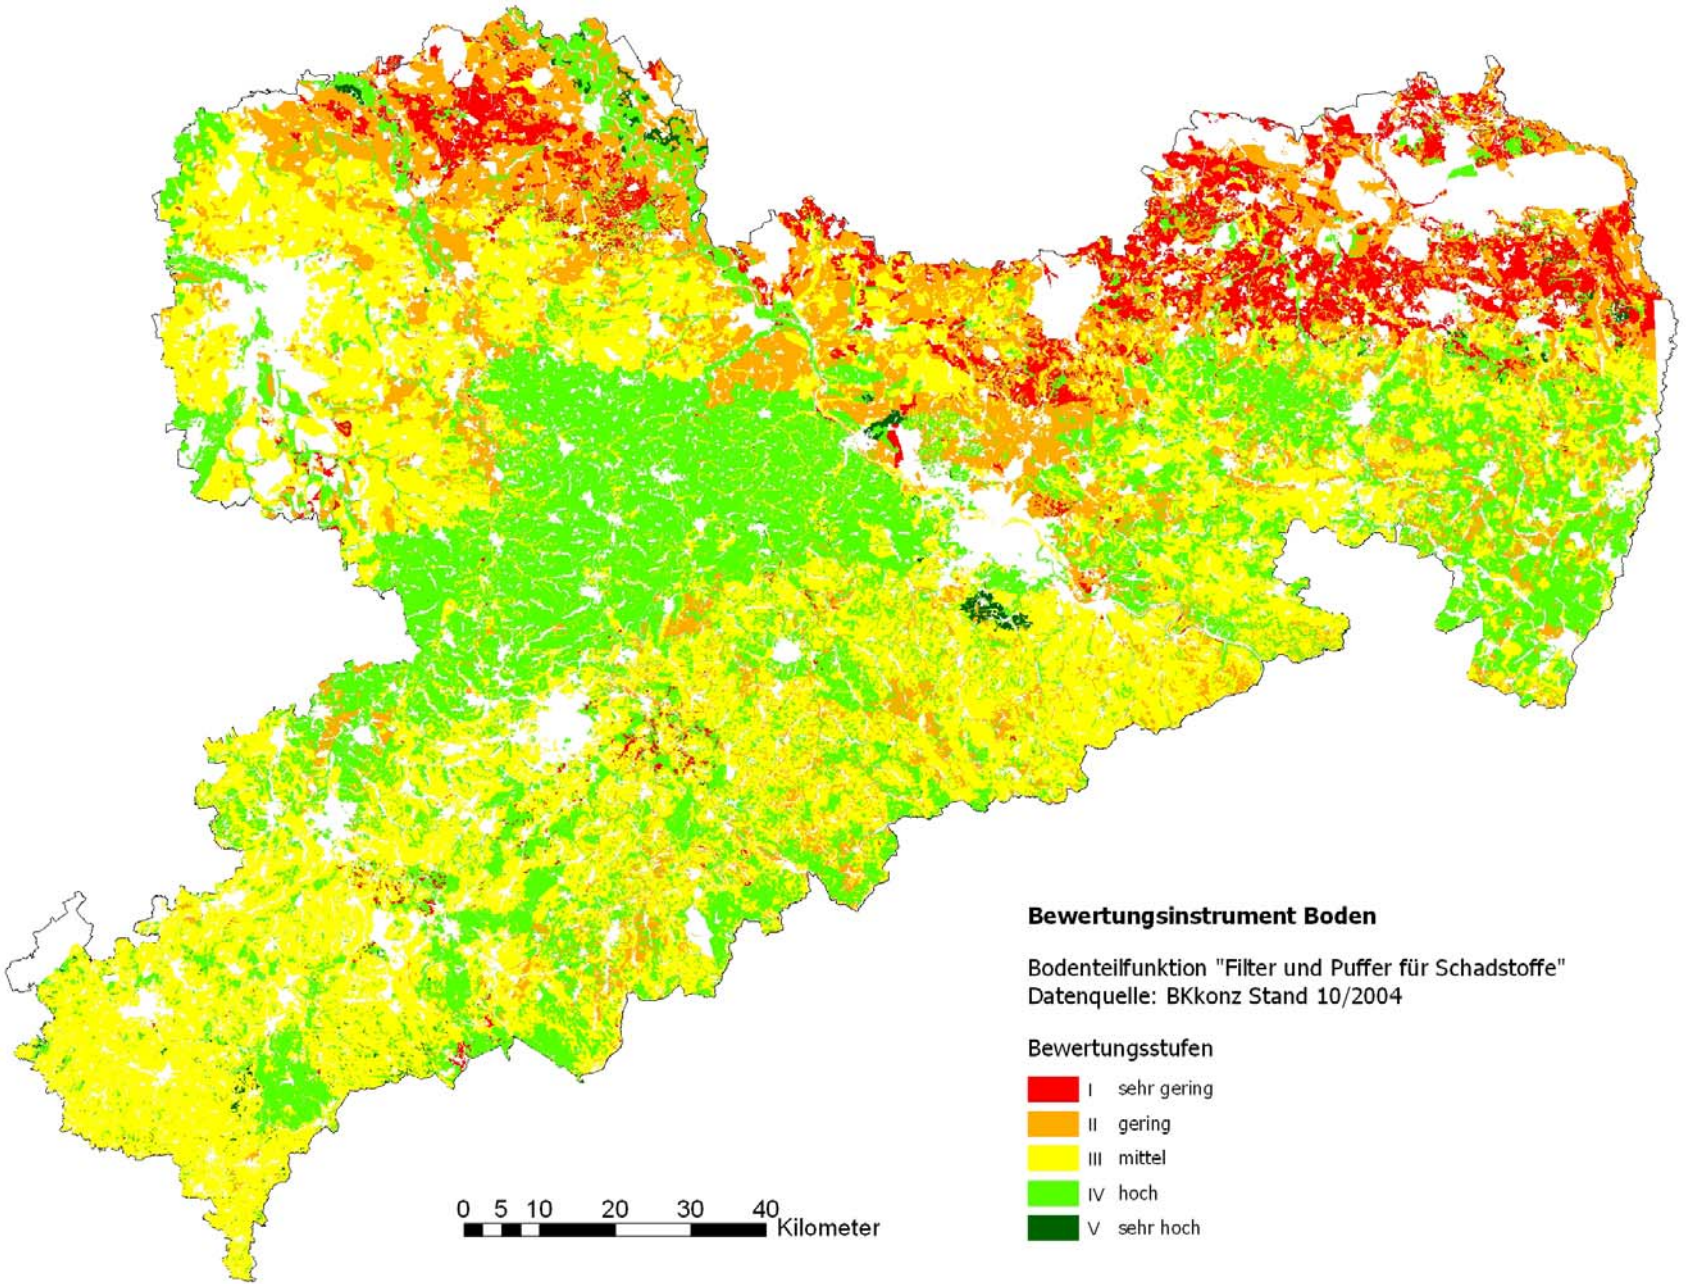 Bewertungsinstrument Boden
Bodenteilfunktion "Filter und Puffer für Schadstoffe"
Datenquelle: BKkonz Stand 10/2004
Bewertungsstufen
I sehr gering
II gering
III mittel
IV hoch
V sehr hoch
0 5 10 20 30 40
Kilometer